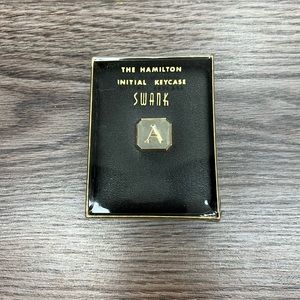 THE HAMILTON
INITIAL KEYCASE
SWANK
A